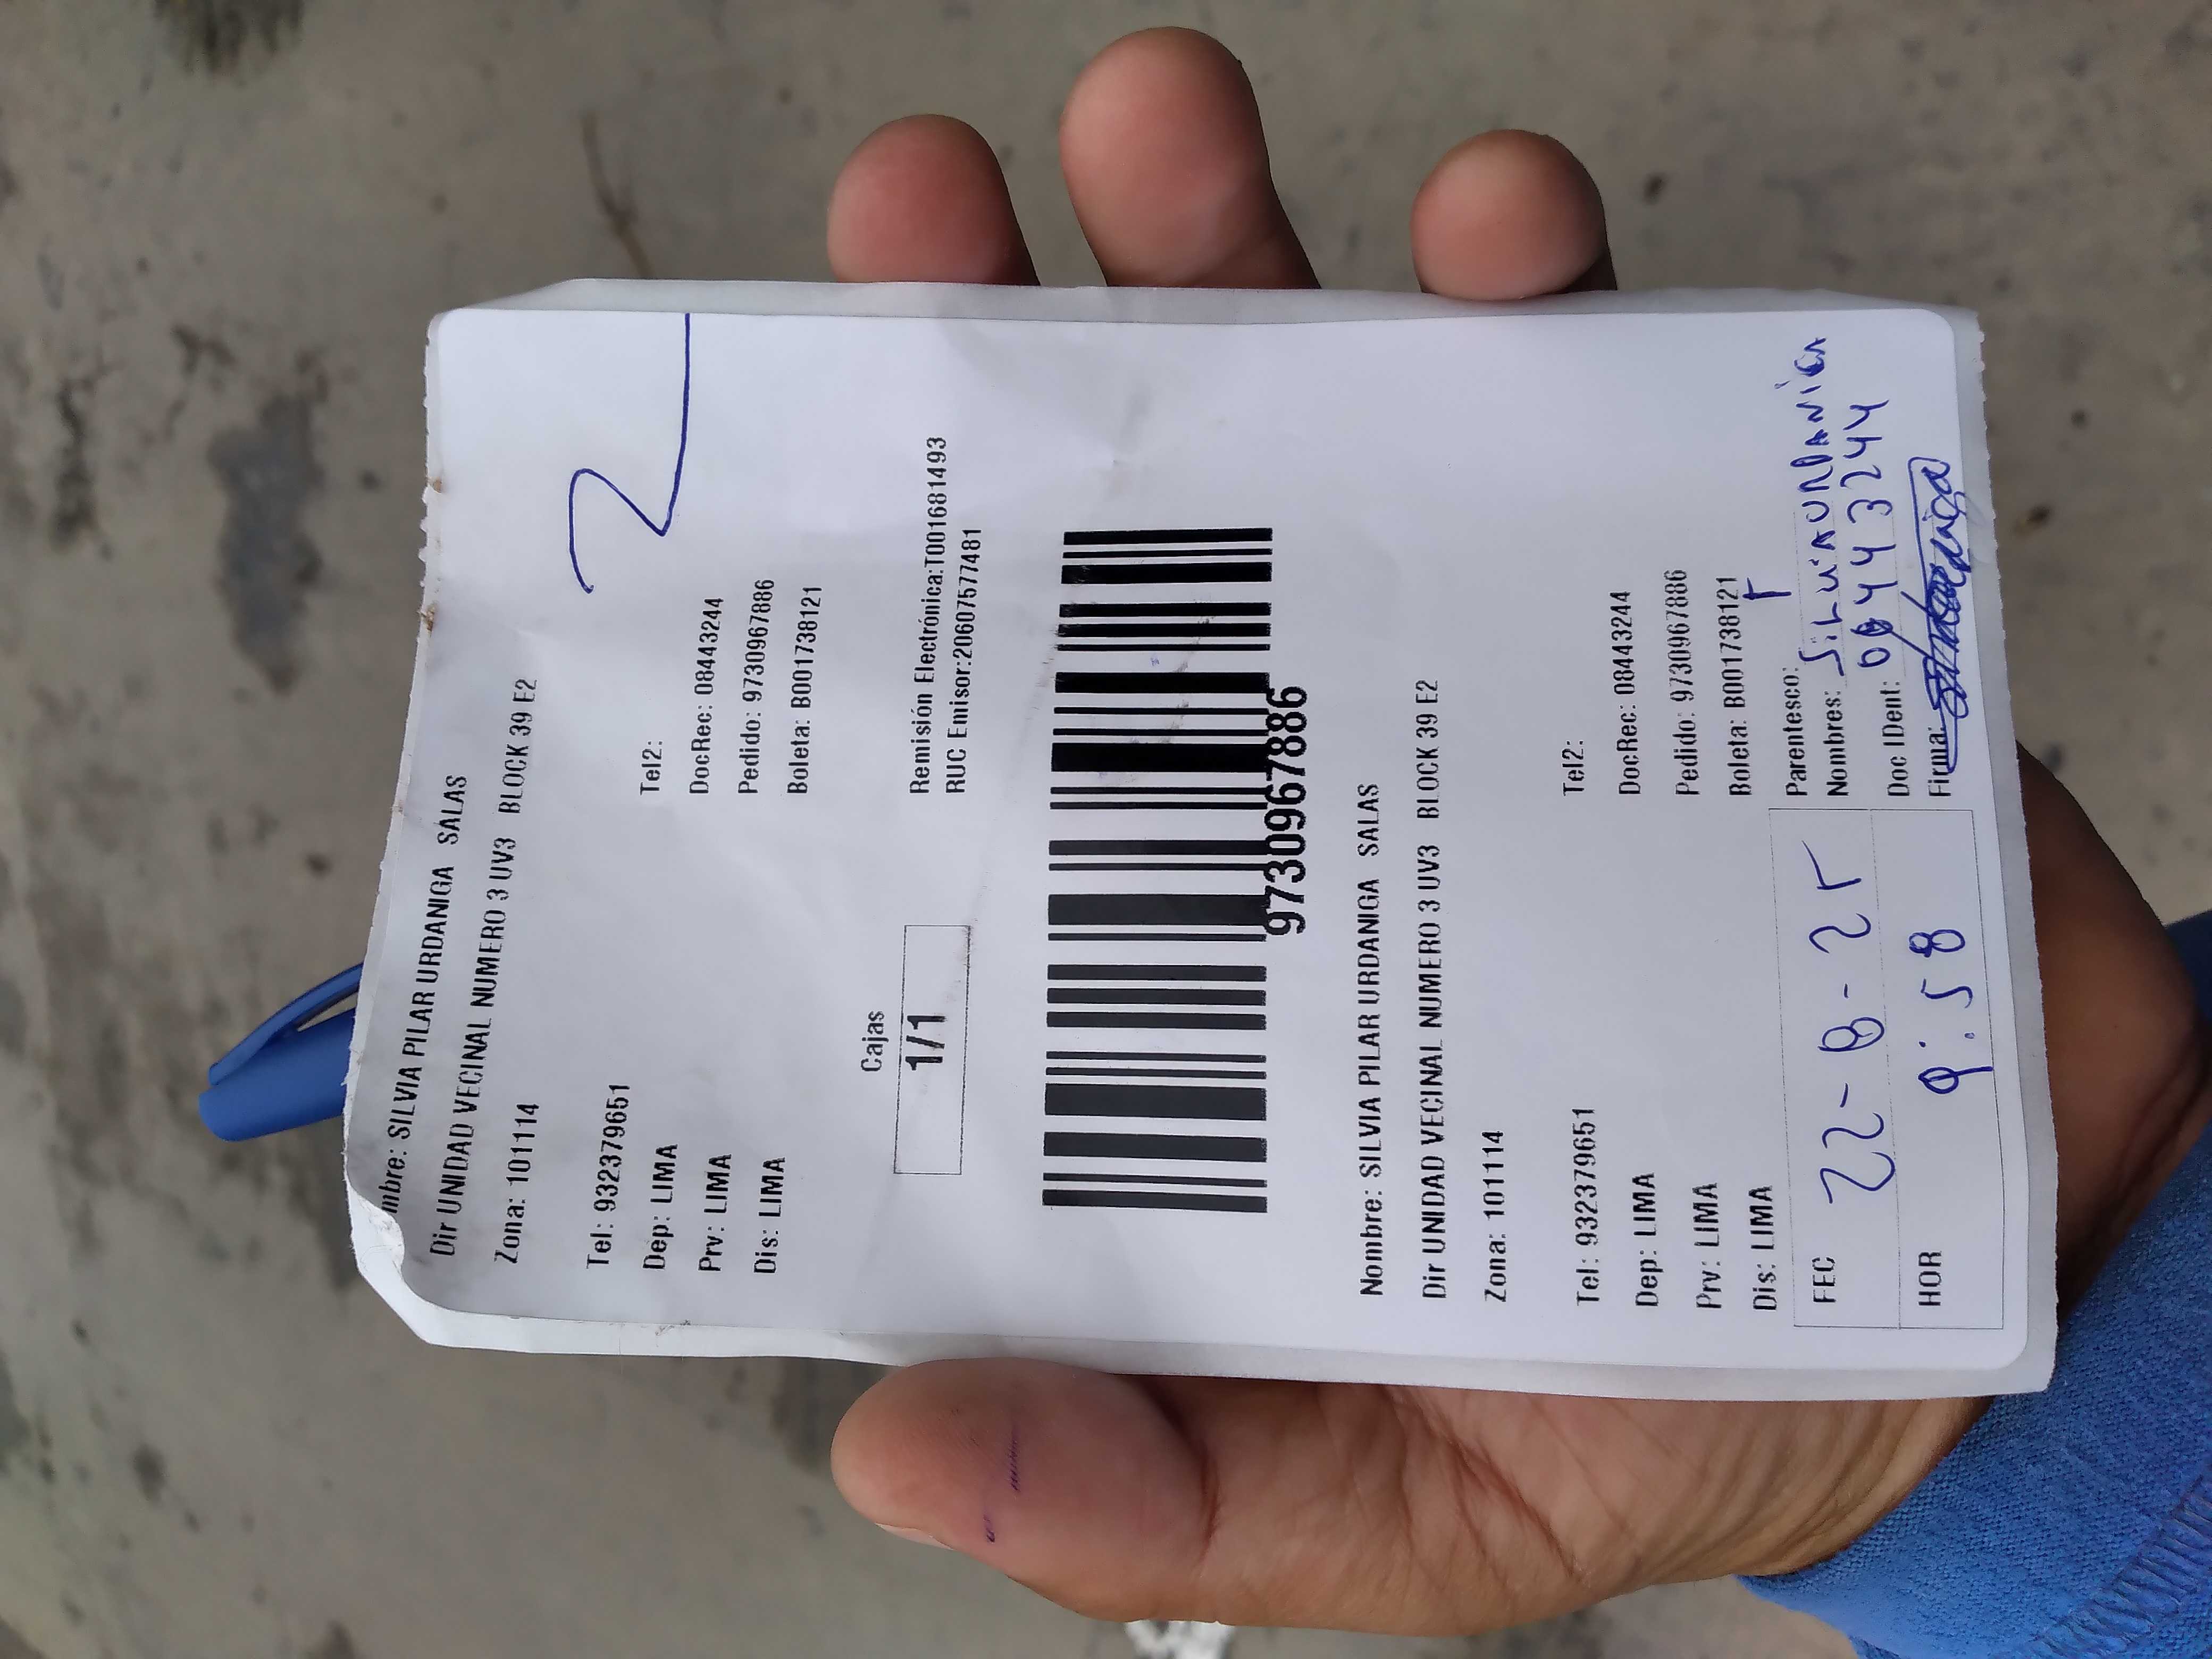 mbre: SILVIA PILAR URDANIGA SALAS
Dir UNIDAD VECINAL NUMERO 3 UV3 BLOCK 39 E2
Zona: 101114
Tel: 932379651 Tel2:
Dep: LIMA DocRec: 08443244
Prv: LIMA Pedido: 9730967886
Dis: LIMA Boleta: B001738121
Cajas
1/1
Remisión Electrónica:T001681493
RUC Emisor:20607577481
9730967886
Nombre: SILVIA PILAR URDANIGA SALAS
Dir UNIDAD VECINAL NUMERO 3 UV3 BLOCK 39 E2
Zona: 101114
Tel: 932379651 Tel2:
Dep: LIMA DocRec: 08443244
Prv: LIMA Pedido: 9730967886
Dis: LIMA Boleta: B001738121
FEC 22-8-25
HOR 9:58
Parentesco: T
Nombres: SiLviA URDANiGA
Doc IDent: 08443244
Firma: